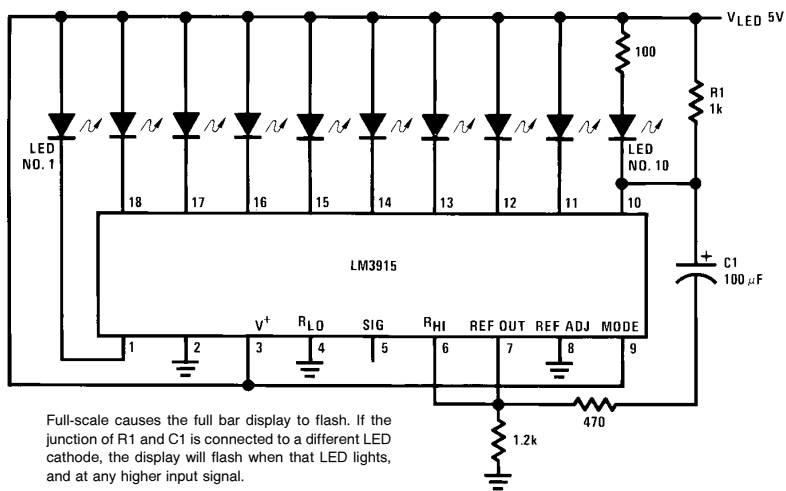 VLED 5V
100
R1
1k
LED
NO. 1
LED
NO. 10
18 17 16 15 14 13 12 11 10
LM3915
C1
100 μF
+
V+ RLO SIG RHI REF OUT REF ADJ MODE
1 2 3 4 5 6 7 8 9
470
1.2k
Full-scale causes the full bar display to flash. If the
junction of R1 and C1 is connected to a different LED
cathode, the display will flash when that LED lights,
and at any higher input signal.